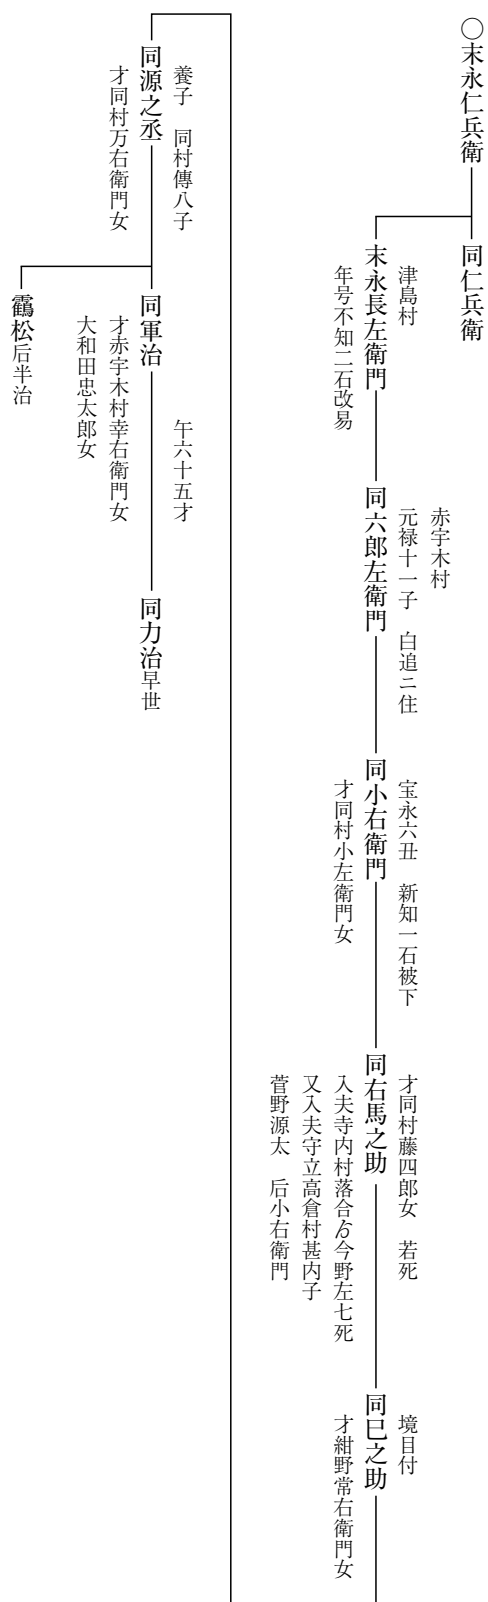 ○末永仁兵衛
同仁兵衛
津島村
末永長左衛門
年号不知二石改易
赤宇木村
元禄十一子　白追ニ住
同六郎左衛門
宝永六丑　新知一石被下
同小右衛門
才同村小左衛門女
才同村藤四郎女　若死
同右馬之助
入夫寺内村落合ゟ今野左七死
又入夫守立高倉村甚内子
菅野源太　后小右衛門
境目付
同巳之助
才紺野常右衛門女
養子　同村傳八子
同源之丞
才同村万右衛門女
午六十五才
同軍治
才赤宇木村幸右衛門女
大和田忠太郎女
同力治早世
靍松后半治